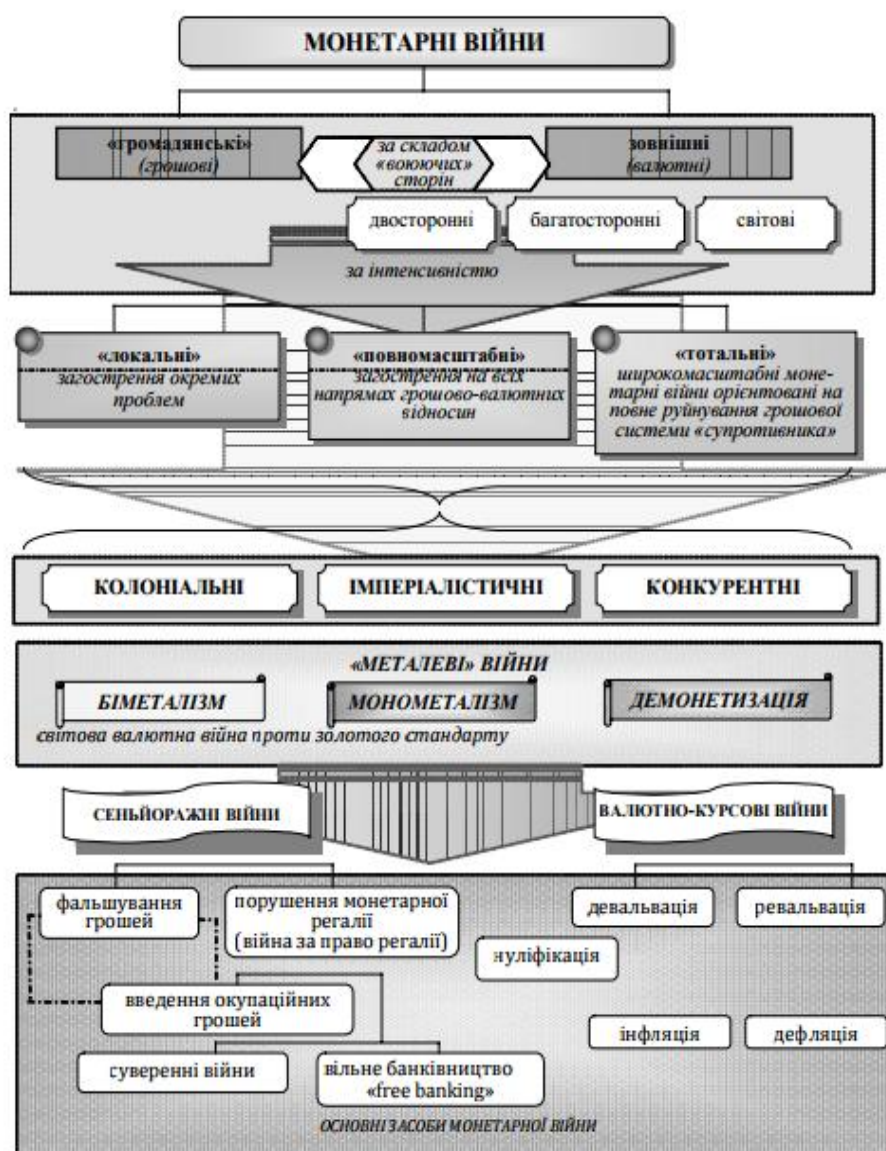 МОНЕТАРНІ ВІЙНИ
«громадянські»
(грошові)
за складом
«воюючих»
сторін
зовнішні
(валютні)
двосторонні
багатосторонні
світові
за інтенсивністю
«локальні»
загострення окремих
проблем
«повномасштабні»
загострення на всіх
напрямах грошово-валютних
відносин
«тотальні»
широкомасштабні моне-
тарні війни орієнтовані на
повне руйнування грошової
системи «супротивника»
КОЛОНІАЛЬНІ
ІМПЕРІАЛІСТИЧНІ
КОНКУРЕНТНІ
«МЕТАЛЕВІ» ВІЙНИ
БІМЕТАЛІЗМ
МОНОМЕТАЛІЗМ
ДЕМОНЕТИЗАЦІЯ
світова валютна війна проти золотого стандарту
СЕНЬЙОРАЖНІ ВІЙНИ
ВАЛЮТНО-КУРСОВІ ВІЙНИ
фальшування
грошей
порушення монетарної
регалії
(війна за право регалії)
девальвація
ревальвація
нуліфікація
введення окупаційних
грошей
інфляція
дефляція
суверенні війни
вільне банківництво
«free banking»
ОСНОВНІ ЗАСОБИ МОНЕТАРНОЇ ВІЙНИ